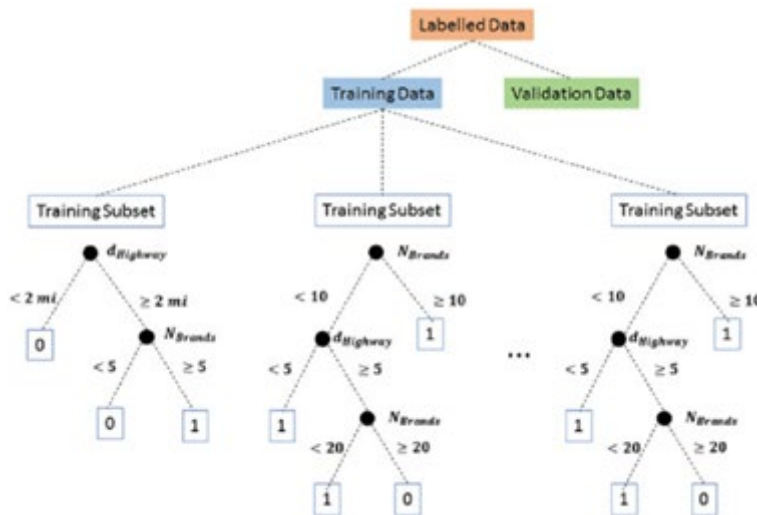 Labelled Data
Training Data
Validation Data
Training Subset
Training Subset
Training Subset
d_Highway
N_Brands
N_Brands
< 2 mi
≥ 2 mi
< 10
≥ 10
< 10
≥ 10
0
N_Brands
d_Highway
1
...
d_Highway
1
< 5
≥ 5
< 5
≥ 5
< 5
≥ 5
0
1
1
N_Brands
1
N_Brands
< 20
≥ 20
< 20
≥ 20
1
0
1
0